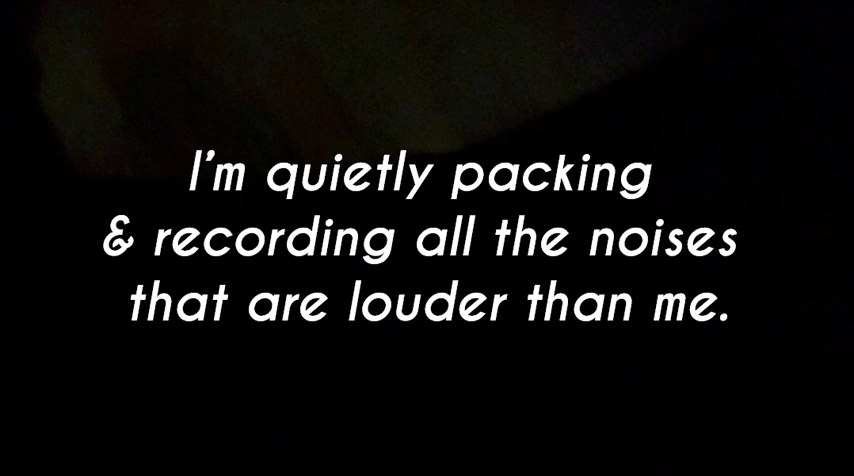 I'm quietly packing
& recording all the noises
that are louder than me.